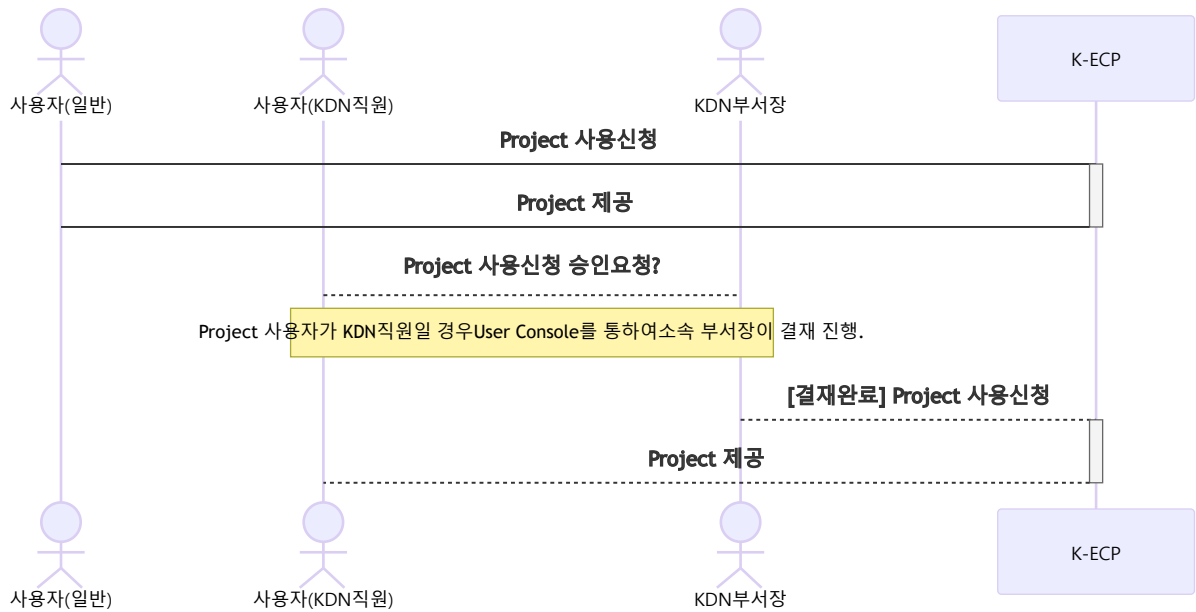 사용자(일반)
사용자(KDN직원)
KDN부서장
K-ECP
Project 사용신청
Project 제공
Project 사용신청 승인요청?
Project 사용자가 KDN직원일 경우User Console를 통하여소속 부서장이 결재 진행.
[결재완료] Project 사용신청
Project 제공
사용자(일반)
사용자(KDN직원)
KDN부서장
K-ECP